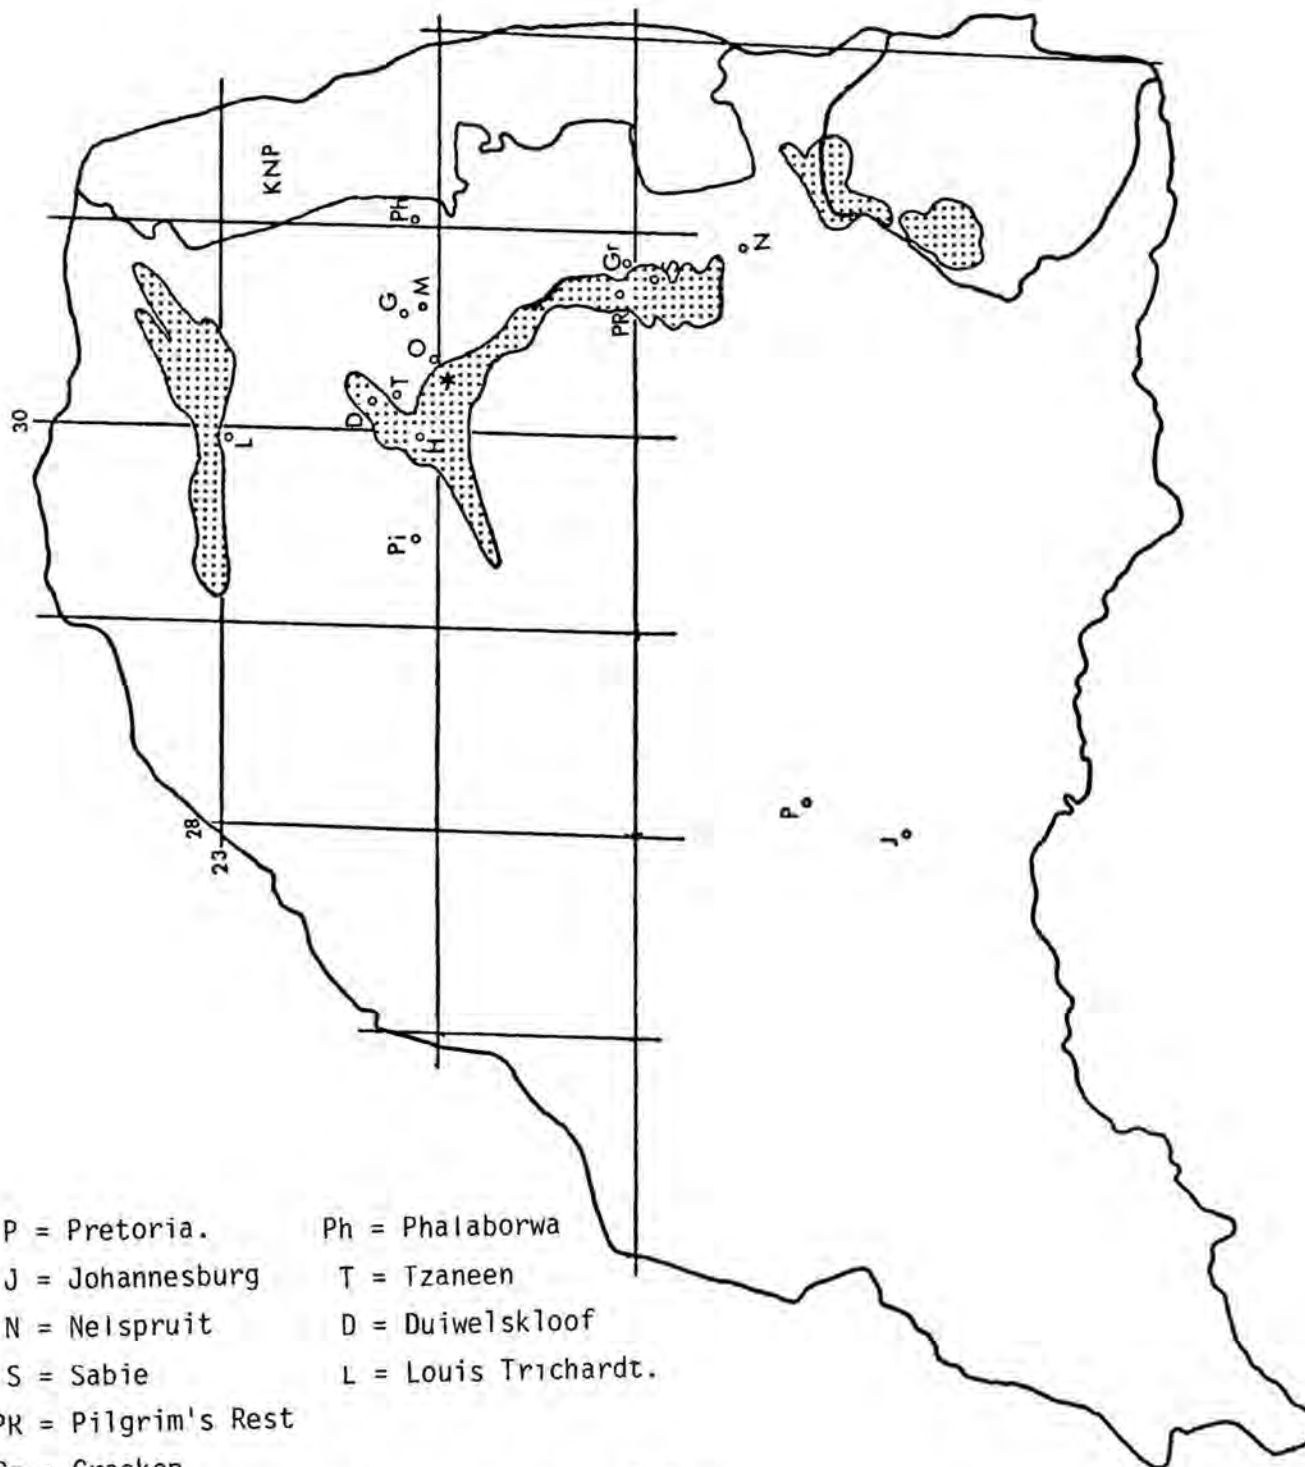 KNP
Ph
30
G
M
Gr
N
O
T
D
PR
L
H
Pi
28
23
P
J
P = Pretoria. Ph = Phalaborwa
J = Johannesburg T = Tzaneen
N = Nelspruit D = Duiwelskloof
S = Sabie L = Louis Trichardt.
PR = Pilgrim's Rest